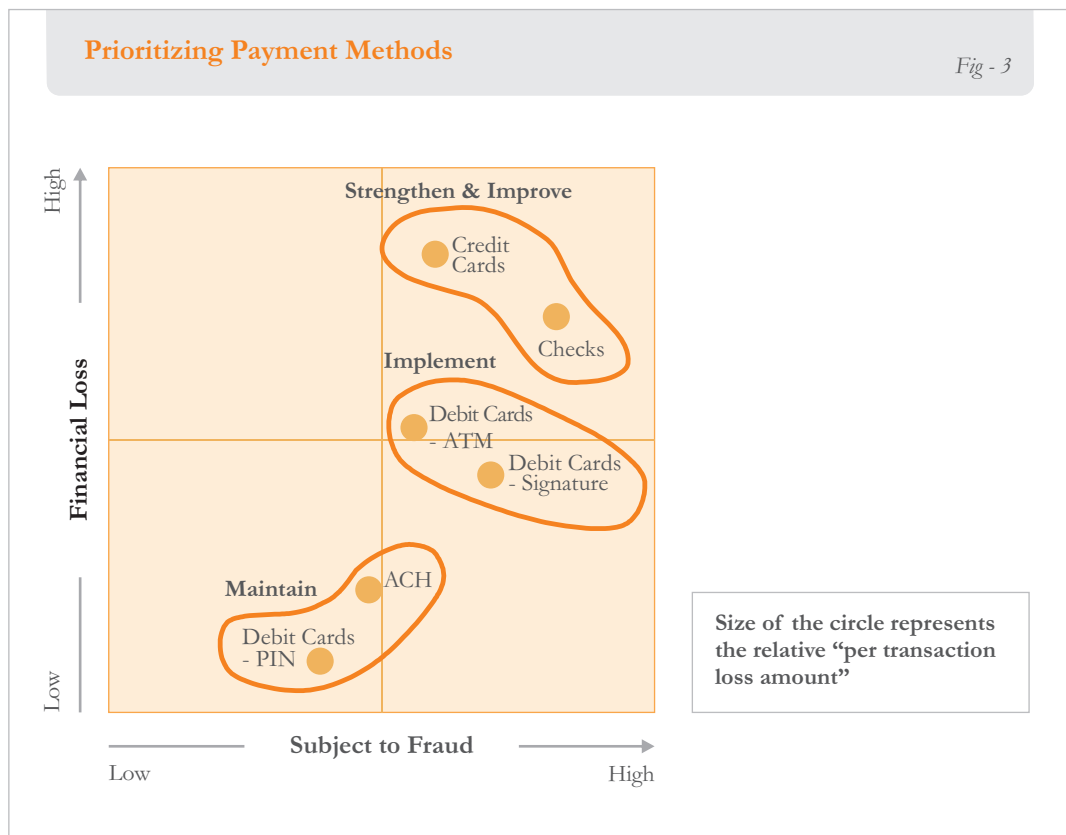 Prioritizing Payment Methods
Fig - 3
High
Financial Loss
Low
Strengthen & Improve
Credit
Cards
Checks
Implement
Debit Cards
- ATM
Debit Cards
- Signature
Maintain
ACH
Debit Cards
- PIN
Size of the circle represents
the relative “per transaction
loss amount”
Subject to Fraud
Low
High